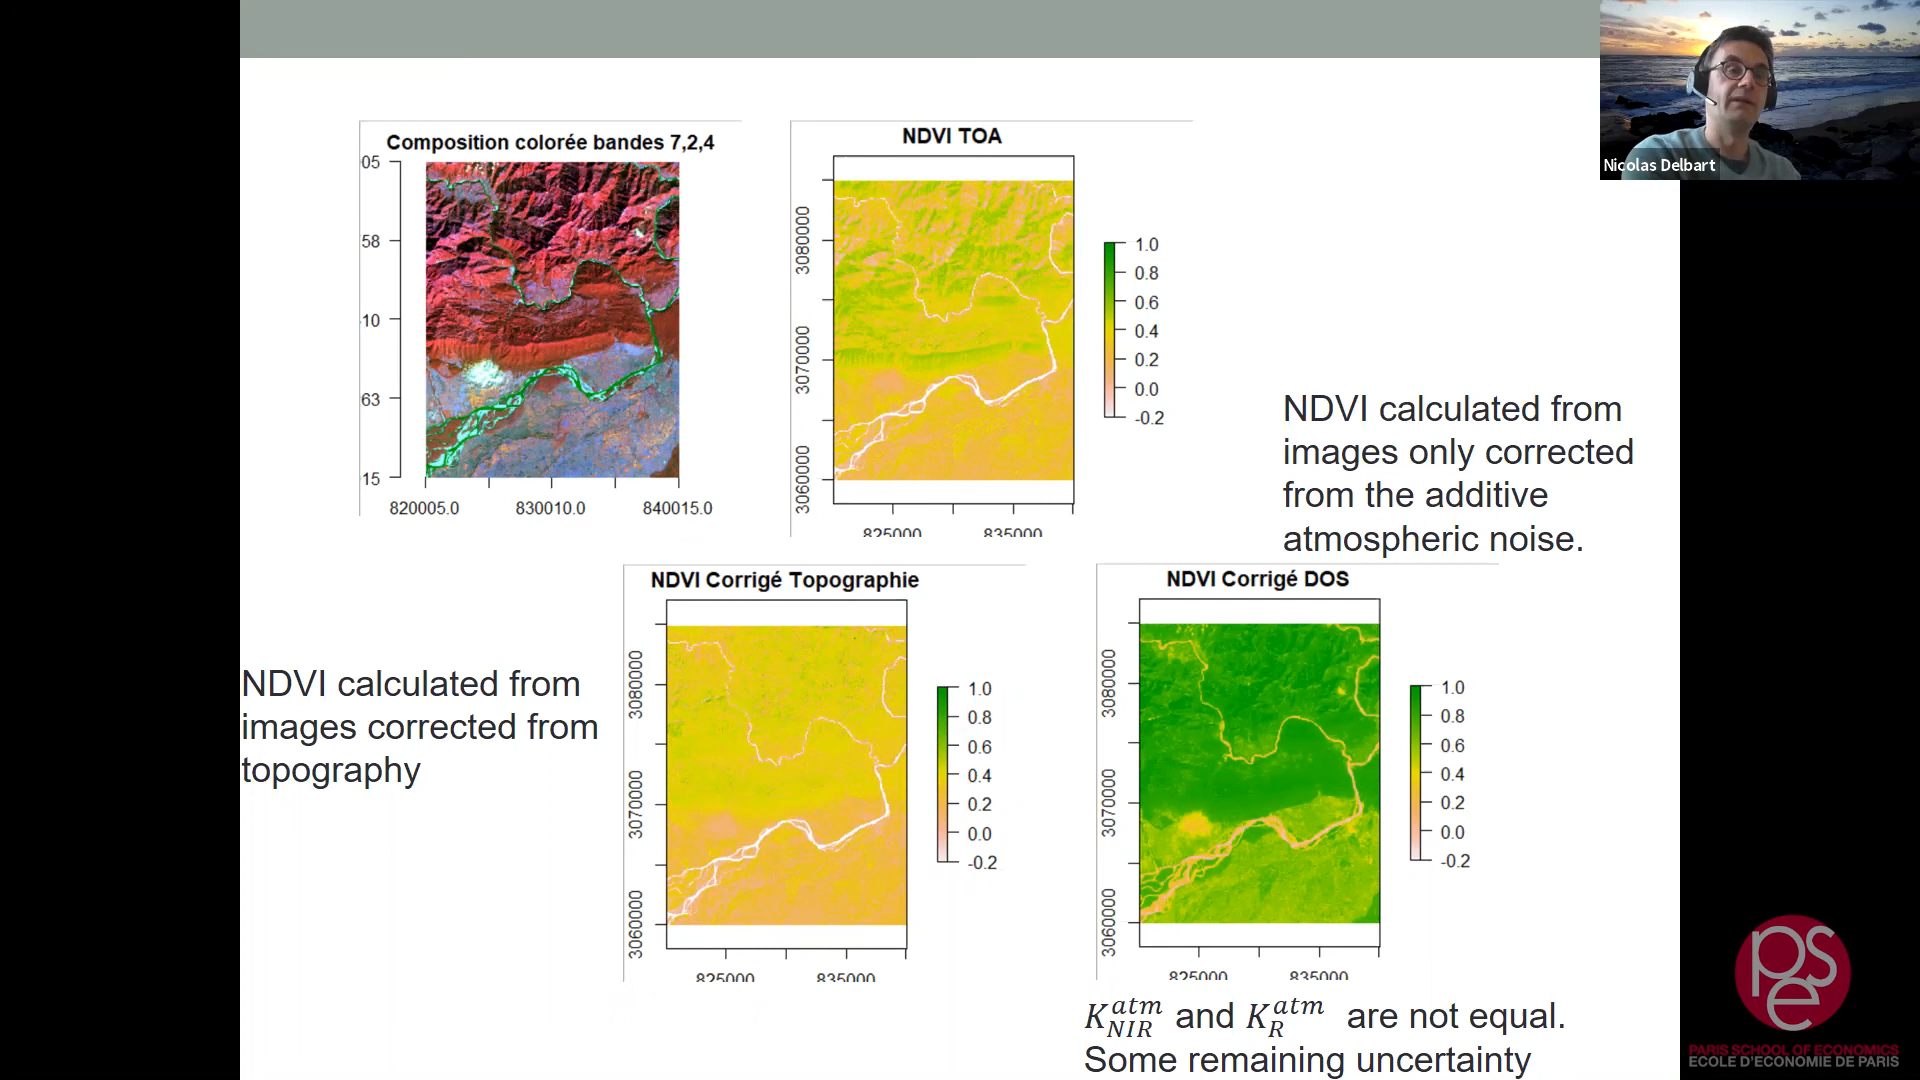 Nicolas Delbart
Composition colorée bandes 7,2,4
05
58
10
63
15
820005.0
830010.0
840015.0
NDVI TOA
3080000
3070000
3060000
825000
835000
1.0
0.8
0.6
0.4
0.2
0.0
-0.2
NDVI calculated from
images only corrected
from the additive
atmospheric noise.
NDVI calculated from
images corrected from
topography
NDVI Corrigé Topographie
3080000
3070000
3060000
825000
835000
1.0
0.8
0.6
0.4
0.2
0.0
-0.2
NDVI Corrigé DOS
3080000
3070000
3060000
825000
835000
1.0
0.8
0.6
0.4
0.2
0.0
-0.2
K_{NIR}^{atm} and K_{R}^{atm} are not equal.
Some remaining uncertainty
pse
PARIS SCHOOL OF ECONOMICS
ECOLE D'ECONOMIE DE PARIS